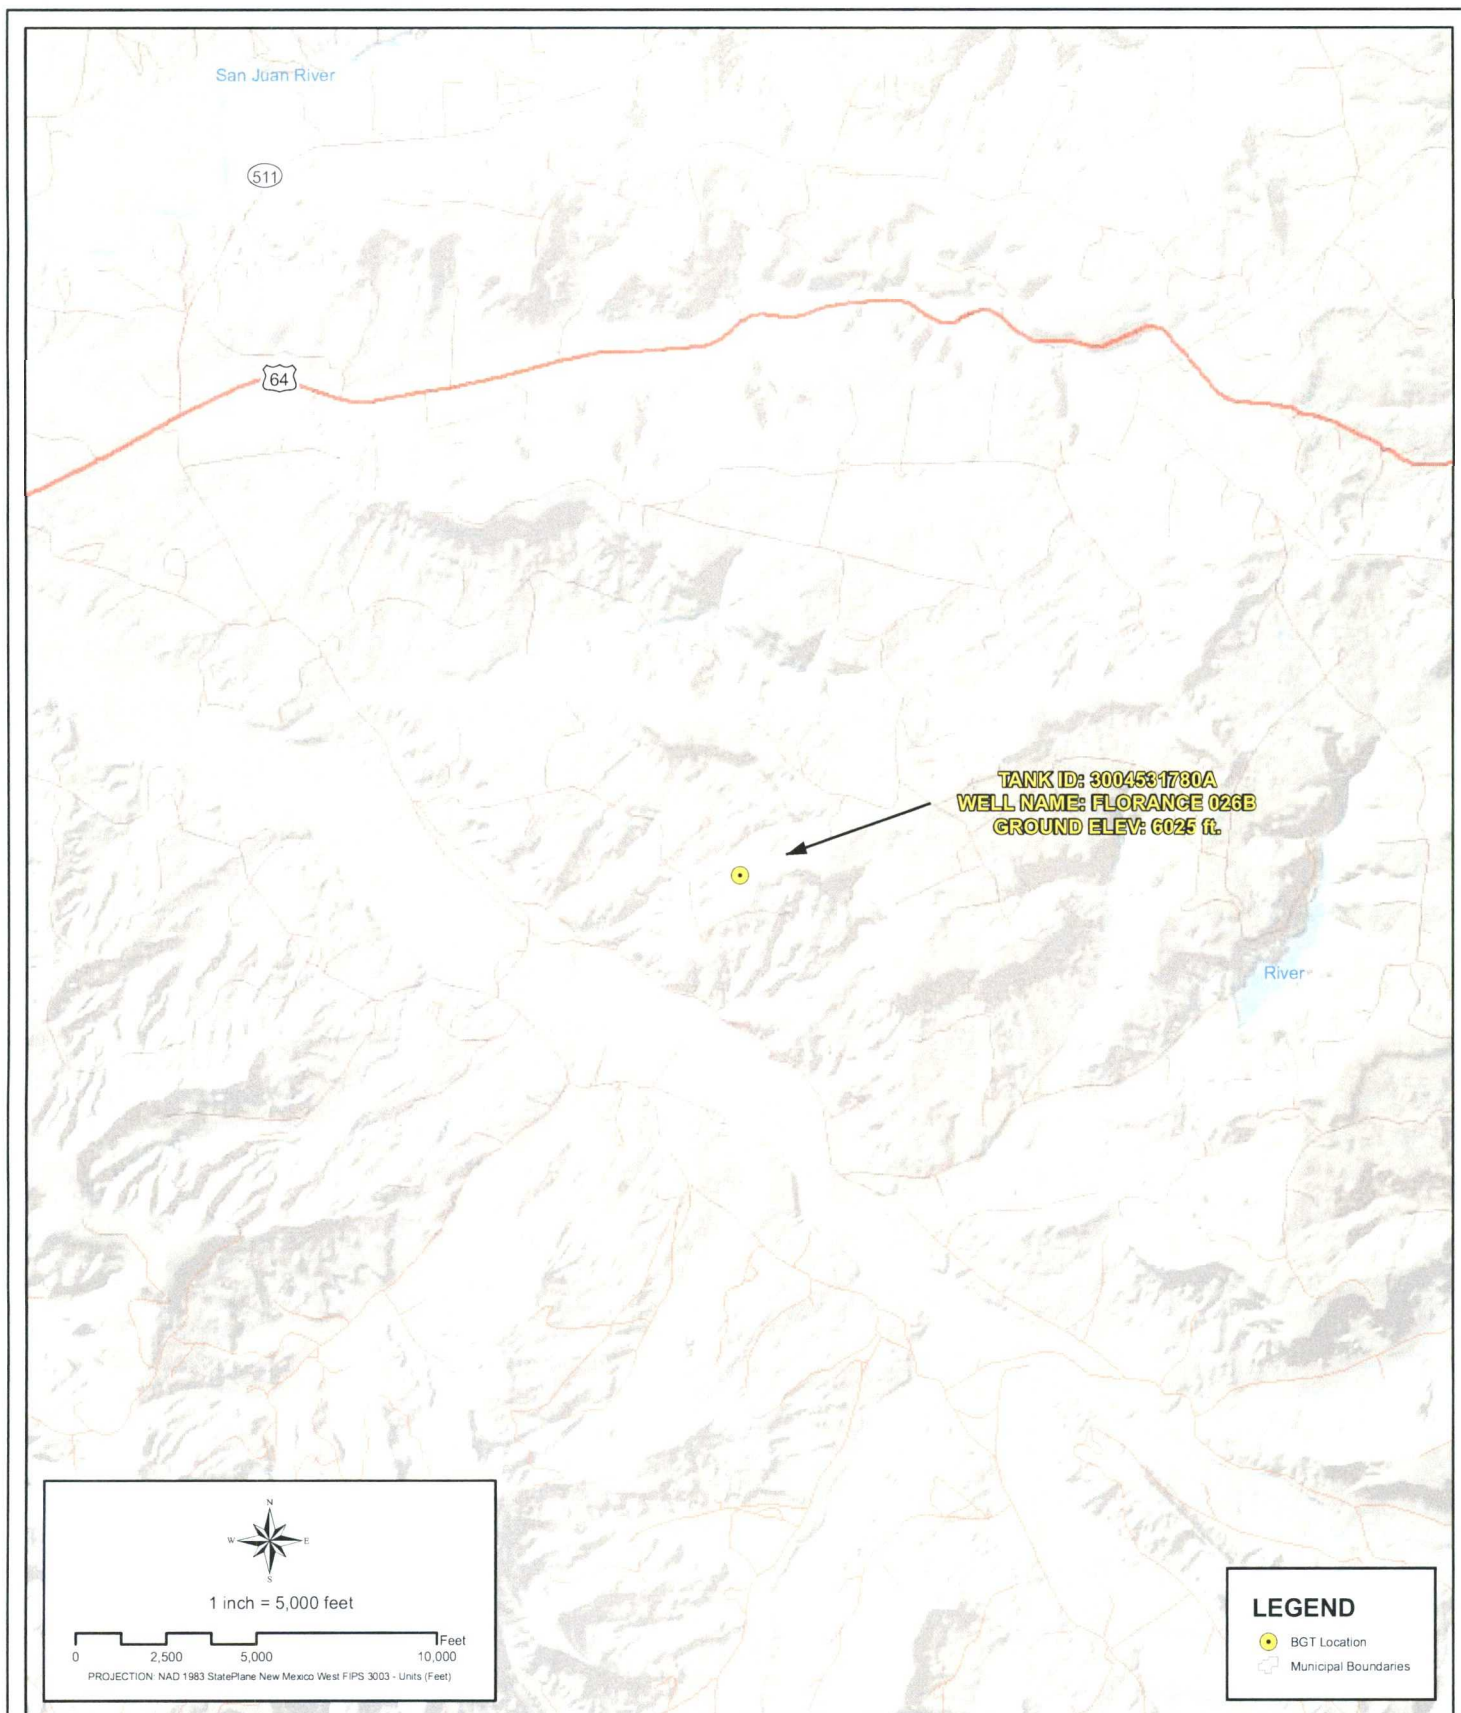 San Juan River
511
64
TANK ID: 3004531780A
WELL NAME: FLORANCE 026B
GROUND ELEV: 6025 ft.
River
N
W E
S
1 inch = 5,000 feet
Feet
0 2,500 5,000 10,000
PROJECTION: NAD 1983 StatePlane New Mexico West FIPS 3003 - Units (Feet)
LEGEND
BGT Location
Municipal Boundaries